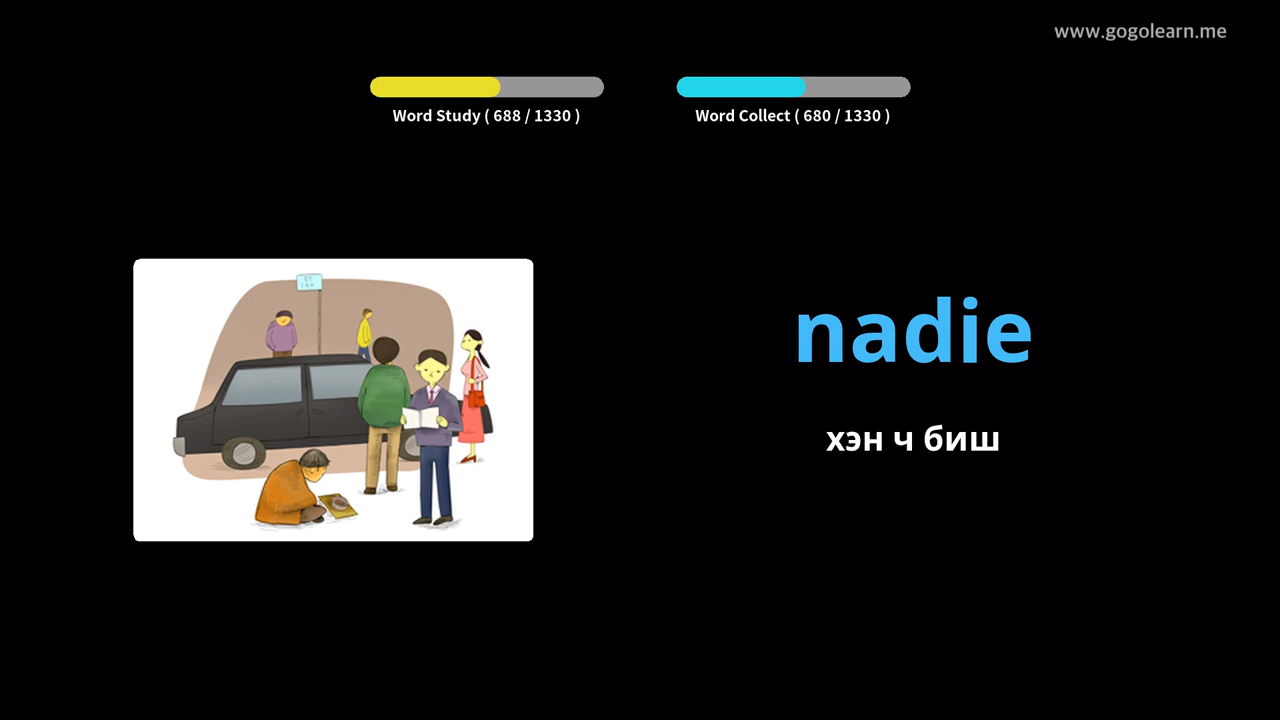 www.gogolearn.me
Word Study ( 688 / 1330 )
Word Collect ( 680 / 1330 )
nadie
хэн ч биш